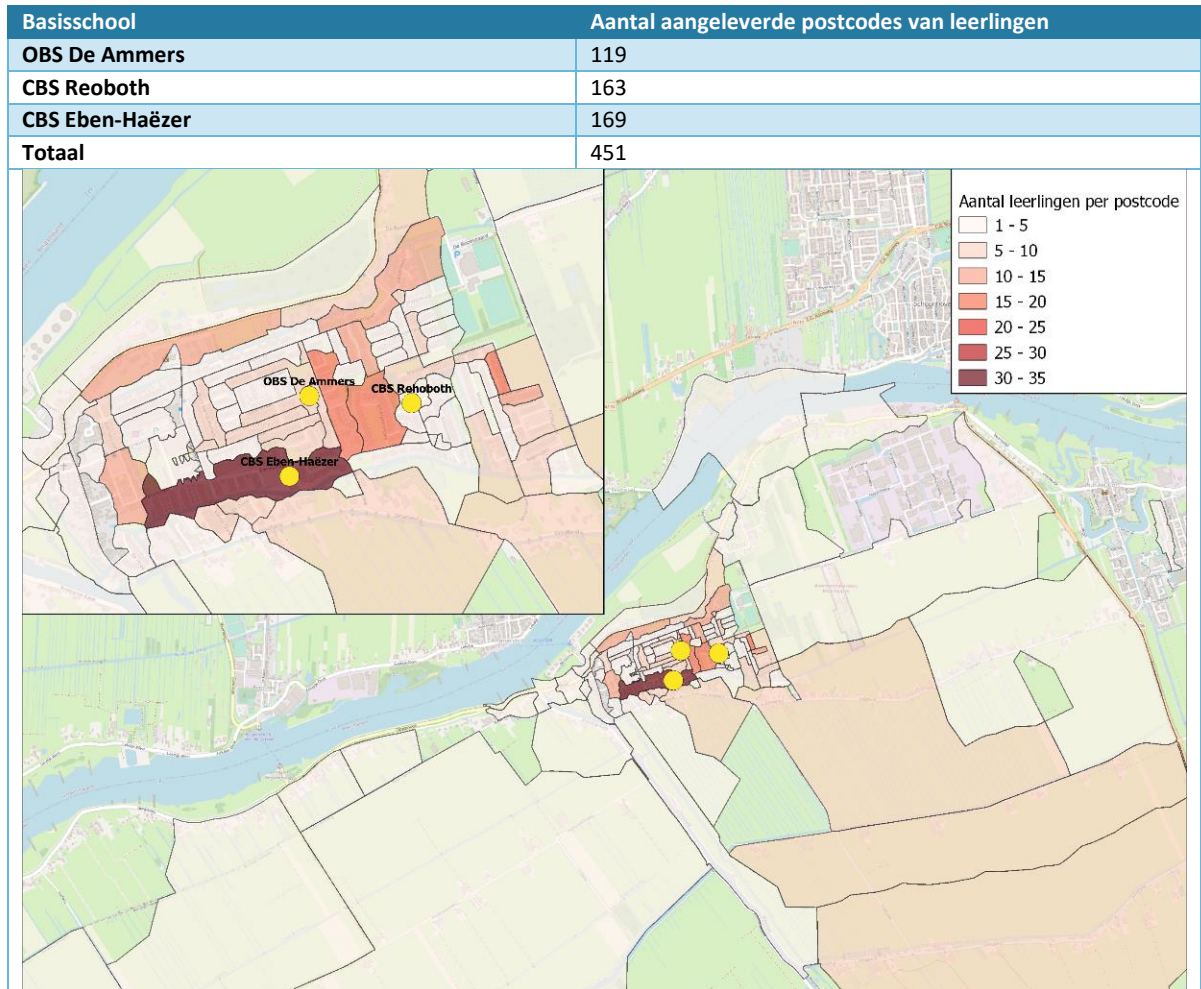 Basisschool Aantal aangeleverde postcodes van leerlingen
OBS De Ammers 119
CBS Reoboth 163
CBS Eben-Haëzer 169
Totaal 451
Aantal leerlingen per postcode
1 - 5
5 - 10
10 - 15
15 - 20
20 - 25
25 - 30
30 - 35
OBS De Ammers
CBS Rehoboth
CBS Eben-Haëzer